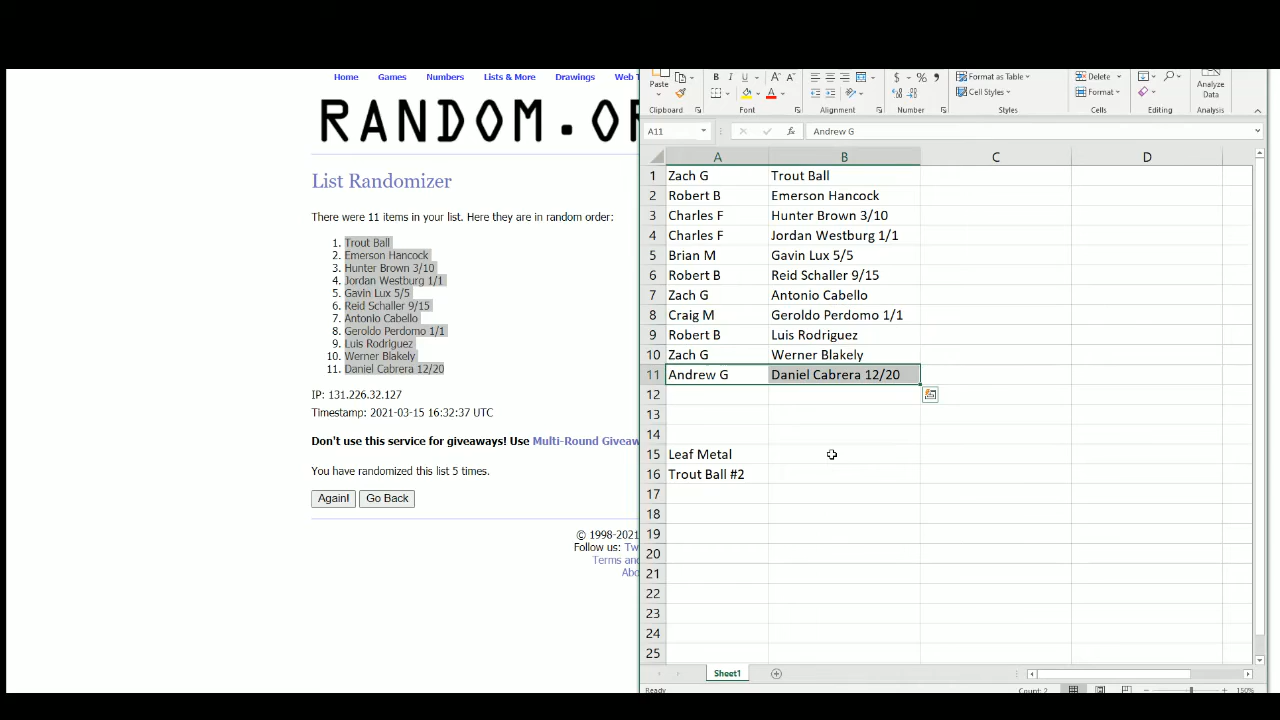 Home Games Numbers Lists & More Drawings Web T
RANDOM.OR
List Randomizer
There were 11 items in your list. Here they are in random order:
1. Trout Ball
2. Emerson Hancock
3. Hunter Brown 3/10
4. Jordan Westburg 1/1
5. Gavin Lux 5/5
6. Reid Schaller 9/15
7. Antonio Cabello
8. Geroldo Perdomo 1/1
9. Luis Rodriguez
10. Werner Blakely
11. Daniel Cabrera 12/20
IP: 131.226.32.127
Timestamp: 2021-03-15 16:32:37 UTC
Don't use this service for giveaways! Use Multi-Round Giveaw
You have randomized this list 5 times.
Again! Go Back
© 1998-2021
Follow us: Tw
Terms and
Abo
Paste B I U A A $ % , Format as Table Cell Styles Delete Format Analyze Data
Clipboard Font Alignment Number Styles Cells Editing Analysis
A11 fx Andrew G
A B C D
1 Zach G Trout Ball
2 Robert B Emerson Hancock
3 Charles F Hunter Brown 3/10
4 Charles F Jordan Westburg 1/1
5 Brian M Gavin Lux 5/5
6 Robert B Reid Schaller 9/15
7 Zach G Antonio Cabello
8 Craig M Geroldo Perdomo 1/1
9 Robert B Luis Rodriguez
10 Zach G Werner Blakely
11 Andrew G Daniel Cabrera 12/20
12
13
14
15 Leaf Metal
16 Trout Ball #2
17
18
19
20
21
22
23
24
25
Sheet1
Ready Count: 2 150%